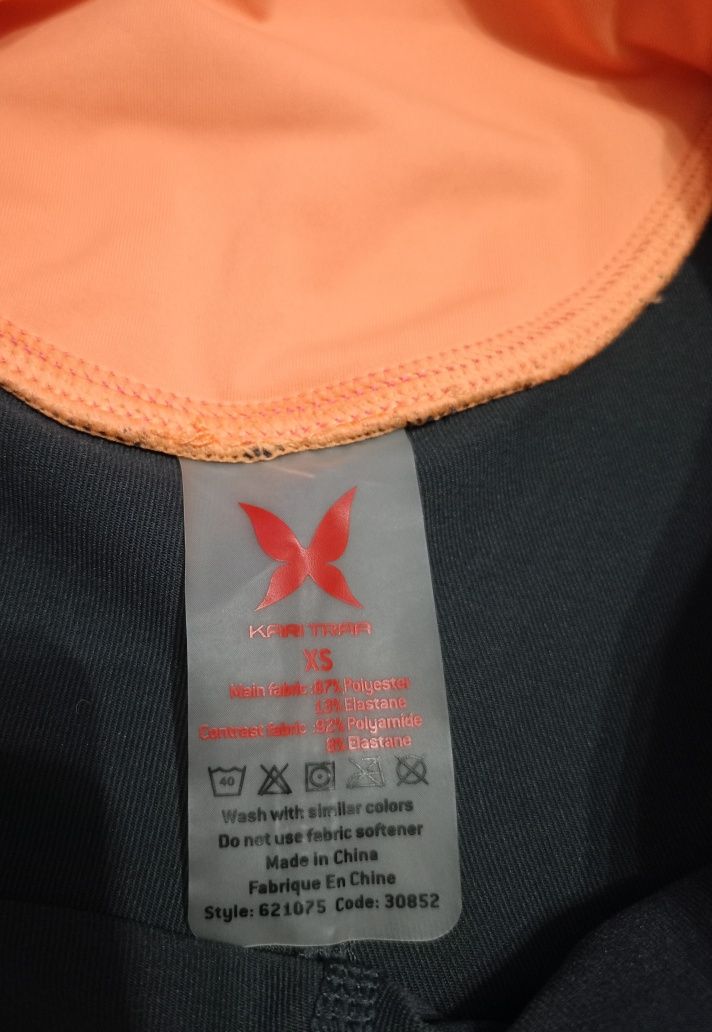 KARI TRAA
XS
Main fabric :87% Polyester
13% Elastane
Contrast fabric :92% Polyamide
8% Elastane
40
Wash with similar colors
Do not use fabric softener
Made in China
Fabrique En Chine
Style: 621075 Code: 30852